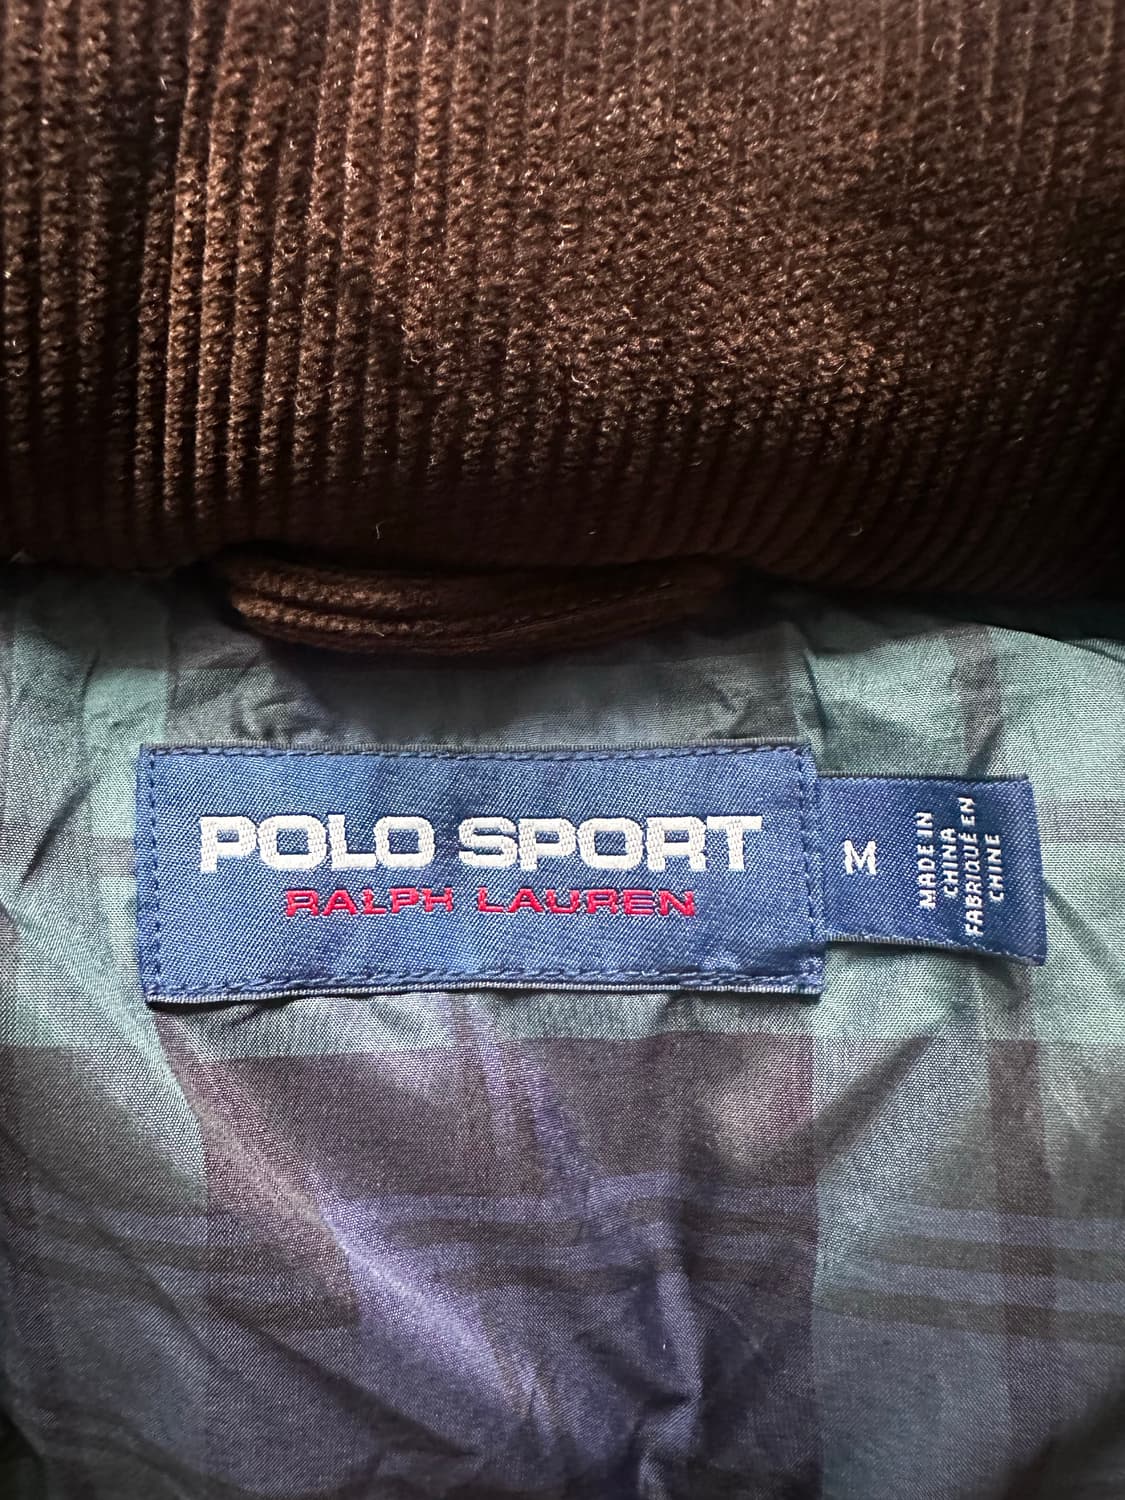 POLO SPORT
RALPH LAUREN
M
MADE IN
CHINA
FABRIQUÉ EN
CHINE